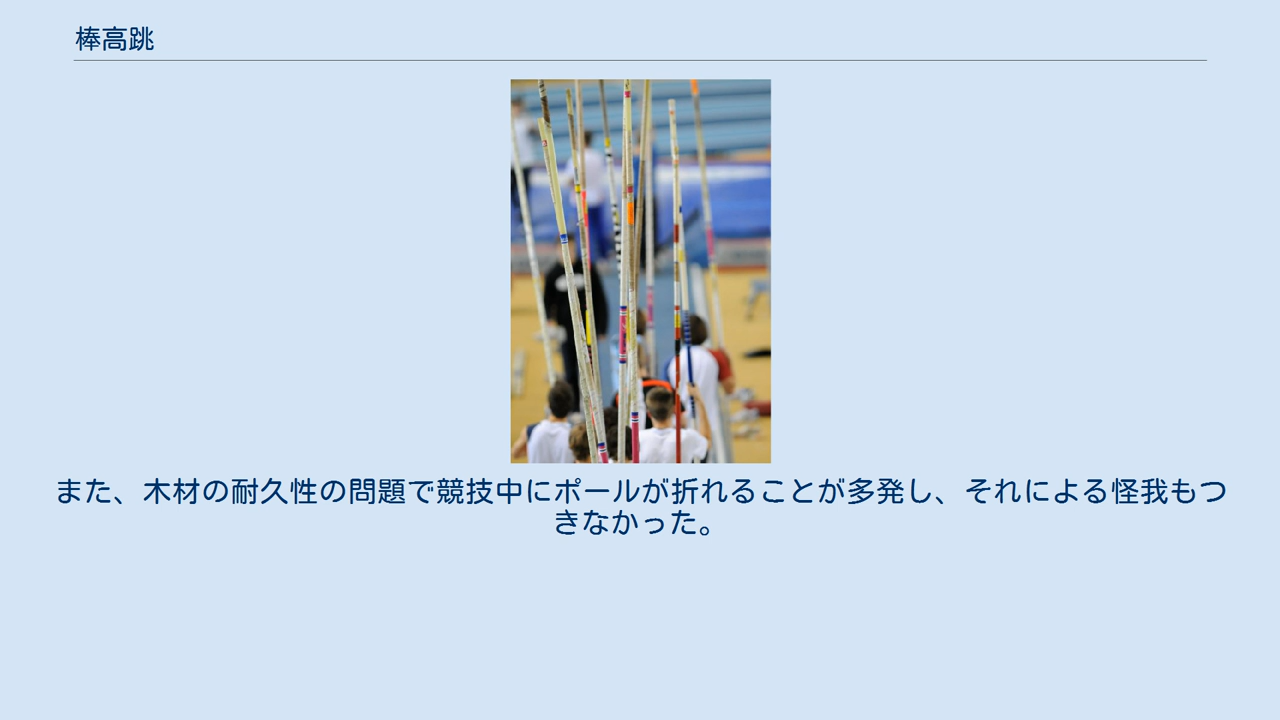 棒高跳
また、木材の耐久性の問題で競技中にポールが折れることが多発し、それによる怪我もつ
きなかった。